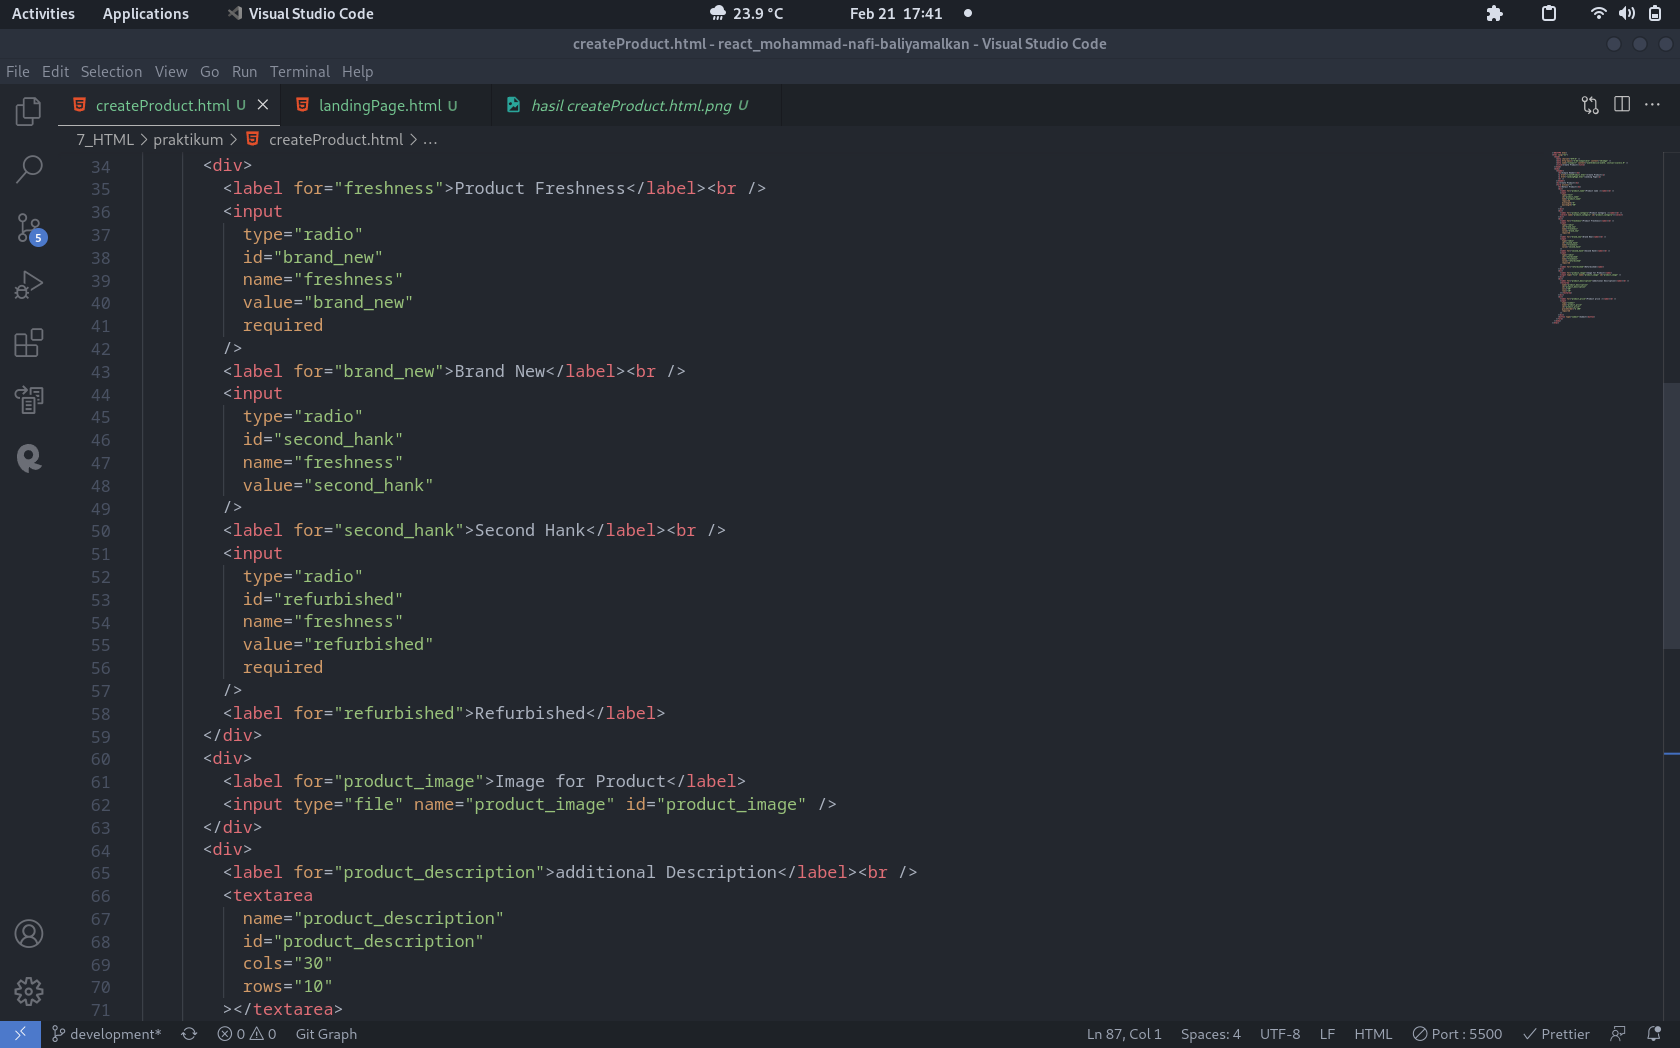 Activities Applications Visual Studio Code 23.9 °C Feb 21 17:41
createProduct.html - react_mohammad-nafi-baliyamalkan - Visual Studio Code
File Edit Selection View Go Run Terminal Help
createProduct.html U landingPage.html U hasil createProduct.html.png U
7_HTML > praktikum > createProduct.html > ...
34 <div>
35 <label for="freshness">Product Freshness</label><br />
36 <input
37 type="radio"
38 id="brand_new"
39 name="freshness"
40 value="brand_new"
41 required
42 />
43 <label for="brand_new">Brand New</label><br />
44 <input
45 type="radio"
46 id="second_hank"
47 name="freshness"
48 value="second_hank"
49 />
50 <label for="second_hank">Second Hank</label><br />
51 <input
52 type="radio"
53 id="refurbished"
54 name="freshness"
55 value="refurbished"
56 required
57 />
58 <label for="refurbished">Refurbished</label>
59 </div>
60 <div>
61 <label for="product_image">Image for Product</label>
62 <input type="file" name="product_image" id="product_image" />
63 </div>
64 <div>
65 <label for="product_description">additional Description</label><br />
66 <textarea
67 name="product_description"
68 id="product_description"
69 cols="30"
70 rows="10"
71 ></textarea>
5
development* 0 0 Git Graph Ln 87, Col 1 Spaces: 4 UTF-8 LF HTML Port : 5500 Prettier